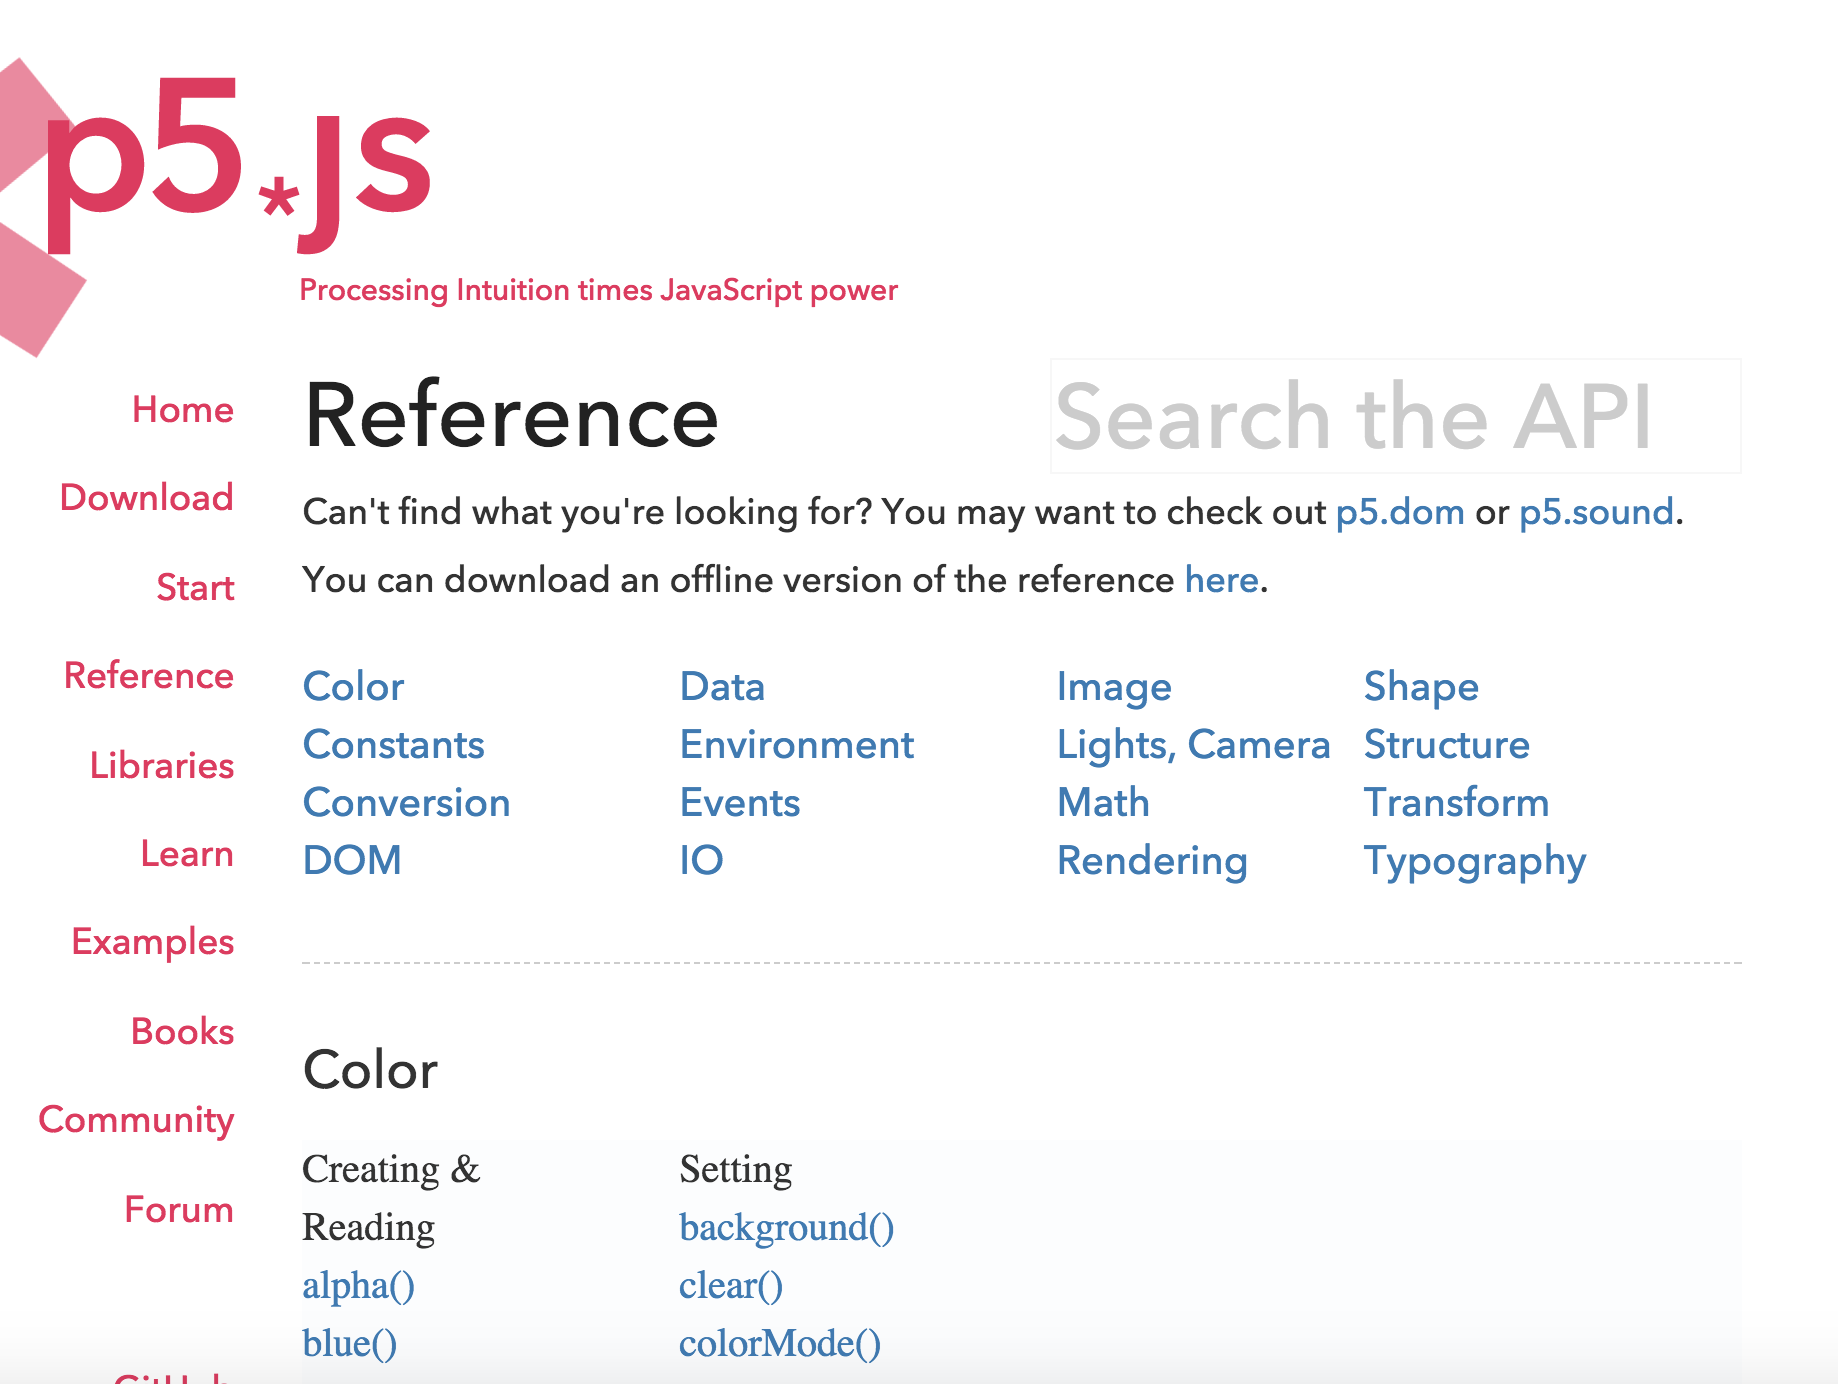 p5.*js
Processing Intuition times JavaScript power
Home
Download
Start
Reference
Libraries
Learn
Examples
Books
Community
Forum
GitHub
Reference
Search the API
Can't find what you're looking for? You may want to check out p5.dom or p5.sound.
You can download an offline version of the reference here.
Color
Constants
Conversion
DOM
Data
Environment
Events
IO
Image
Lights, Camera
Math
Rendering
Shape
Structure
Transform
Typography
Color
Creating &
Reading
alpha()
blue()
Setting
background()
clear()
colorMode()